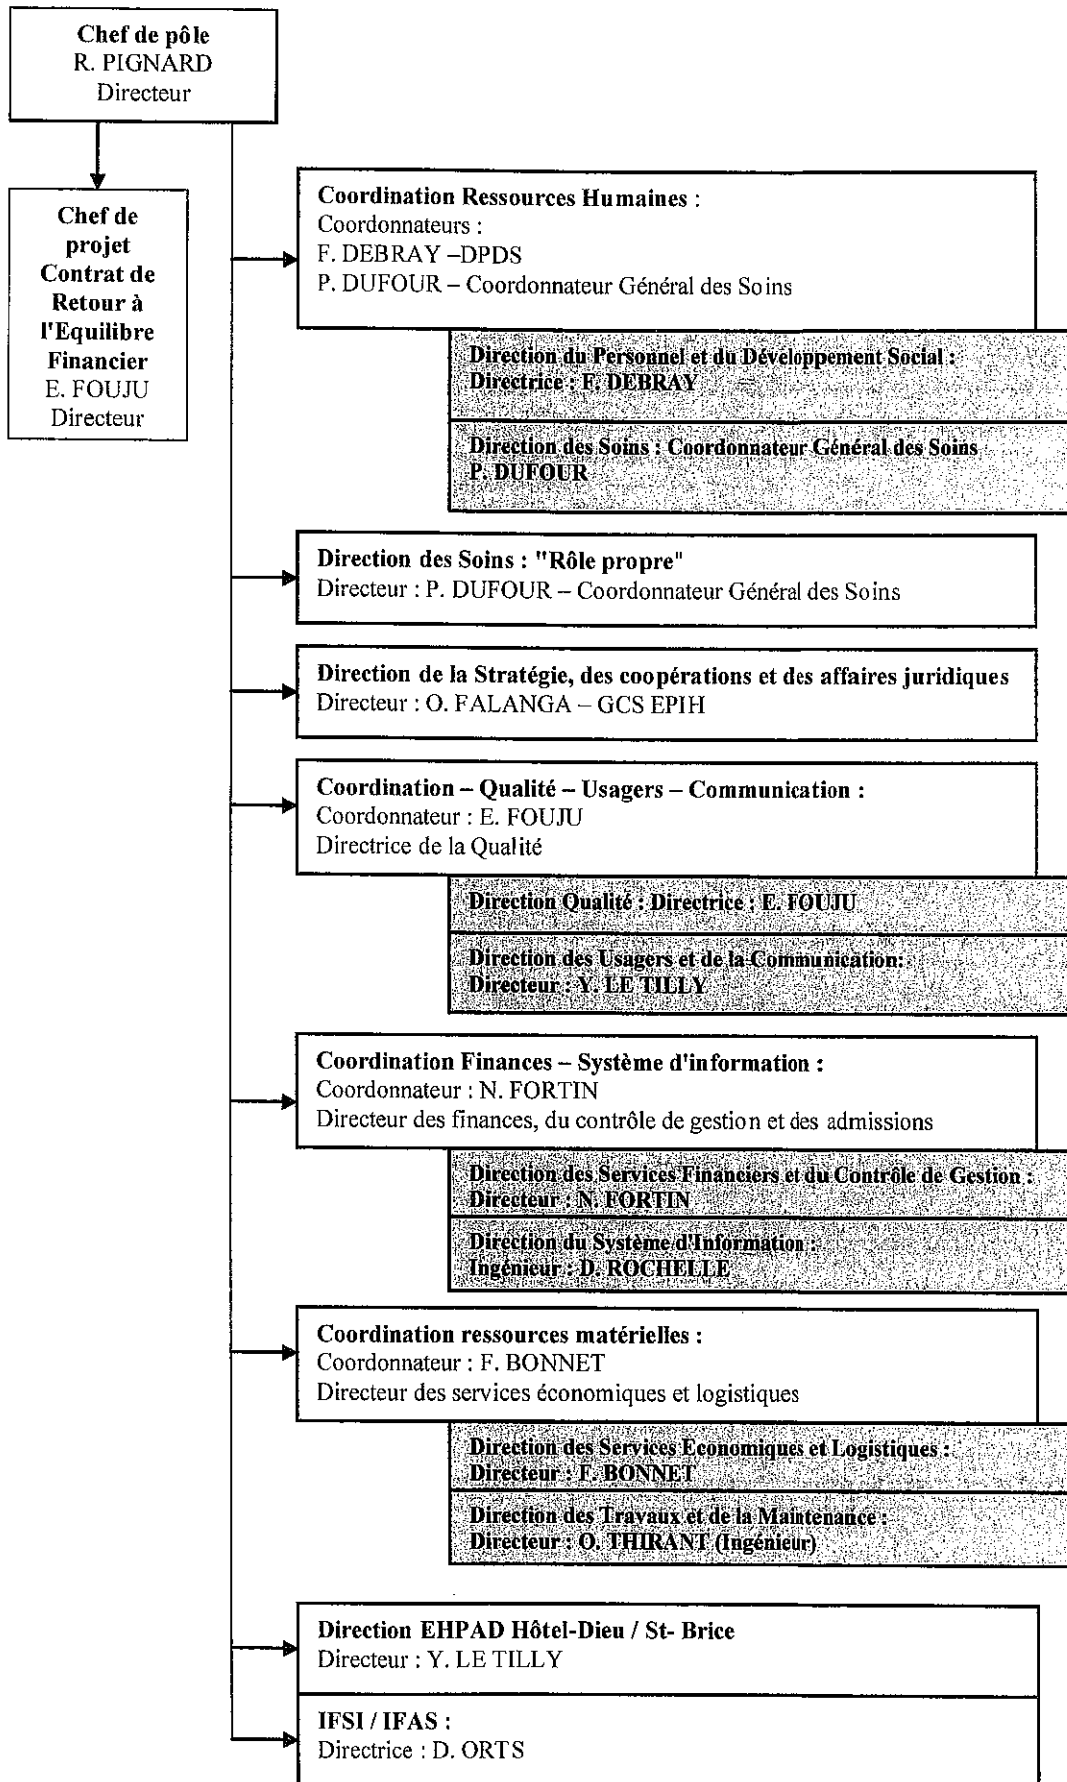 Chef de pôle
R. PIGNARD
Directeur
Chef de
projet
Contrat de
Retour à
l'Equilibre
Financier
E. FOUJU
Directeur
Coordination Ressources Humaines :
Coordonnateurs :
F. DEBRAY –DPDS
P. DUFOUR – Coordonnateur Général des Soins
Direction du Personnel et du Développement Social :
Directrice : F. DEBRAY
Direction des Soins : Coordonnateur Général des Soins
P. DUFOUR
Direction des Soins : "Rôle propre"
Directeur : P. DUFOUR – Coordonnateur Général des Soins
Direction de la Stratégie, des coopérations et des affaires juridiques
Directeur : O. FALANGA – GCS EPIH
Coordination – Qualité – Usagers – Communication :
Coordonnateur : E. FOUJU
Directrice de la Qualité
Direction Qualité : Directrice : E. FOUJU
Direction des Usagers et de la Communication:
Directeur : Y. LE TILLY
Coordination Finances – Système d'information :
Coordonnateur : N. FORTIN
Directeur des finances, du contrôle de gestion et des admissions
Direction des Services Financiers et du Contrôle de Gestion :
Directeur : N. FORTIN
Direction du Système d'Information :
Ingénieur : D. ROCHELLE
Coordination ressources matérielles :
Coordonnateur : F. BONNET
Directeur des services économiques et logistiques
Direction des Services Economiques et Logistiques :
Directeur : F. BONNET
Direction des Travaux et de la Maintenance :
Directeur : O. THIRANT (Ingénieur)
Direction EHPAD Hôtel-Dieu / St- Brice
Directeur : Y. LE TILLY
IFSI / IFAS :
Directrice : D. ORTS